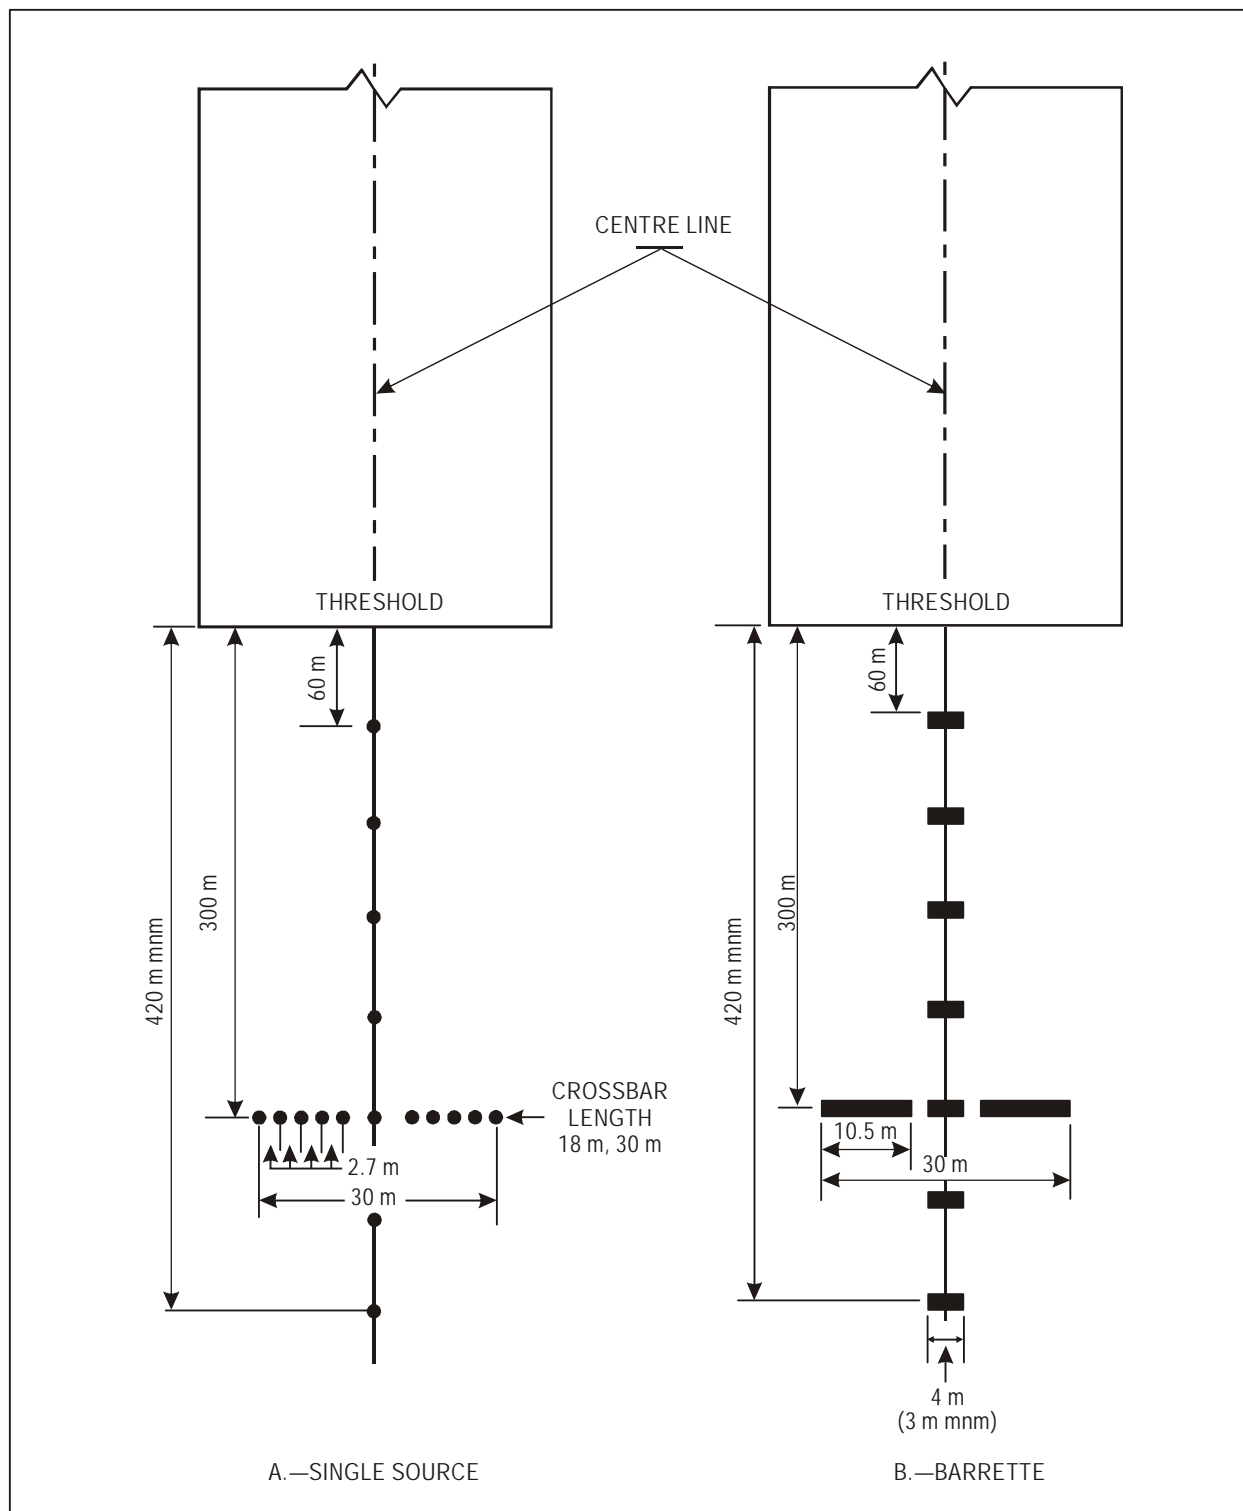 CENTRE LINE
THRESHOLD
THRESHOLD
60 m
60 m
300 m
300 m
420 m mnm
420 m mnm
CROSSBAR
LENGTH
18 m, 30 m
2.7 m
30 m
10.5 m
30 m
4 m
(3 m mnm)
A.—SINGLE SOURCE
B.—BARRETTE